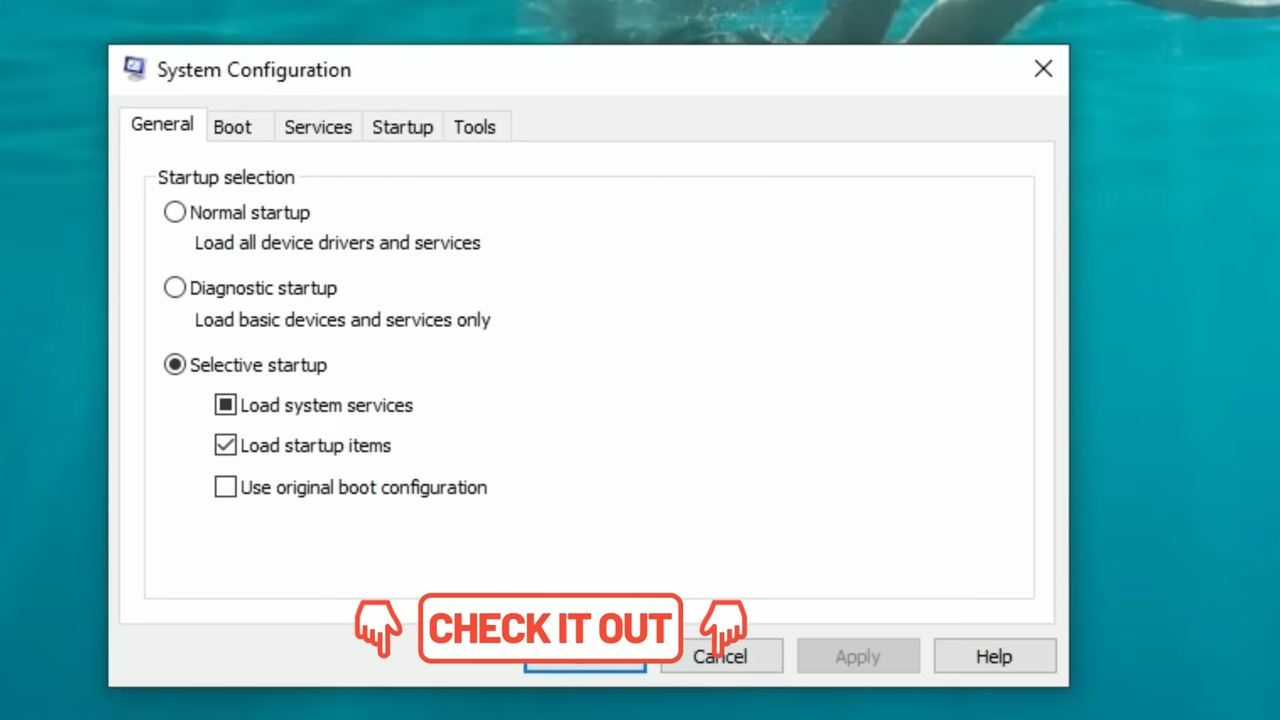 System Configuration
General Boot Services Startup Tools
Startup selection
Normal startup
Load all device drivers and services
Diagnostic startup
Load basic devices and services only
Selective startup
Load system services
Load startup items
Use original boot configuration
CHECK IT OUT
Cancel Apply Help